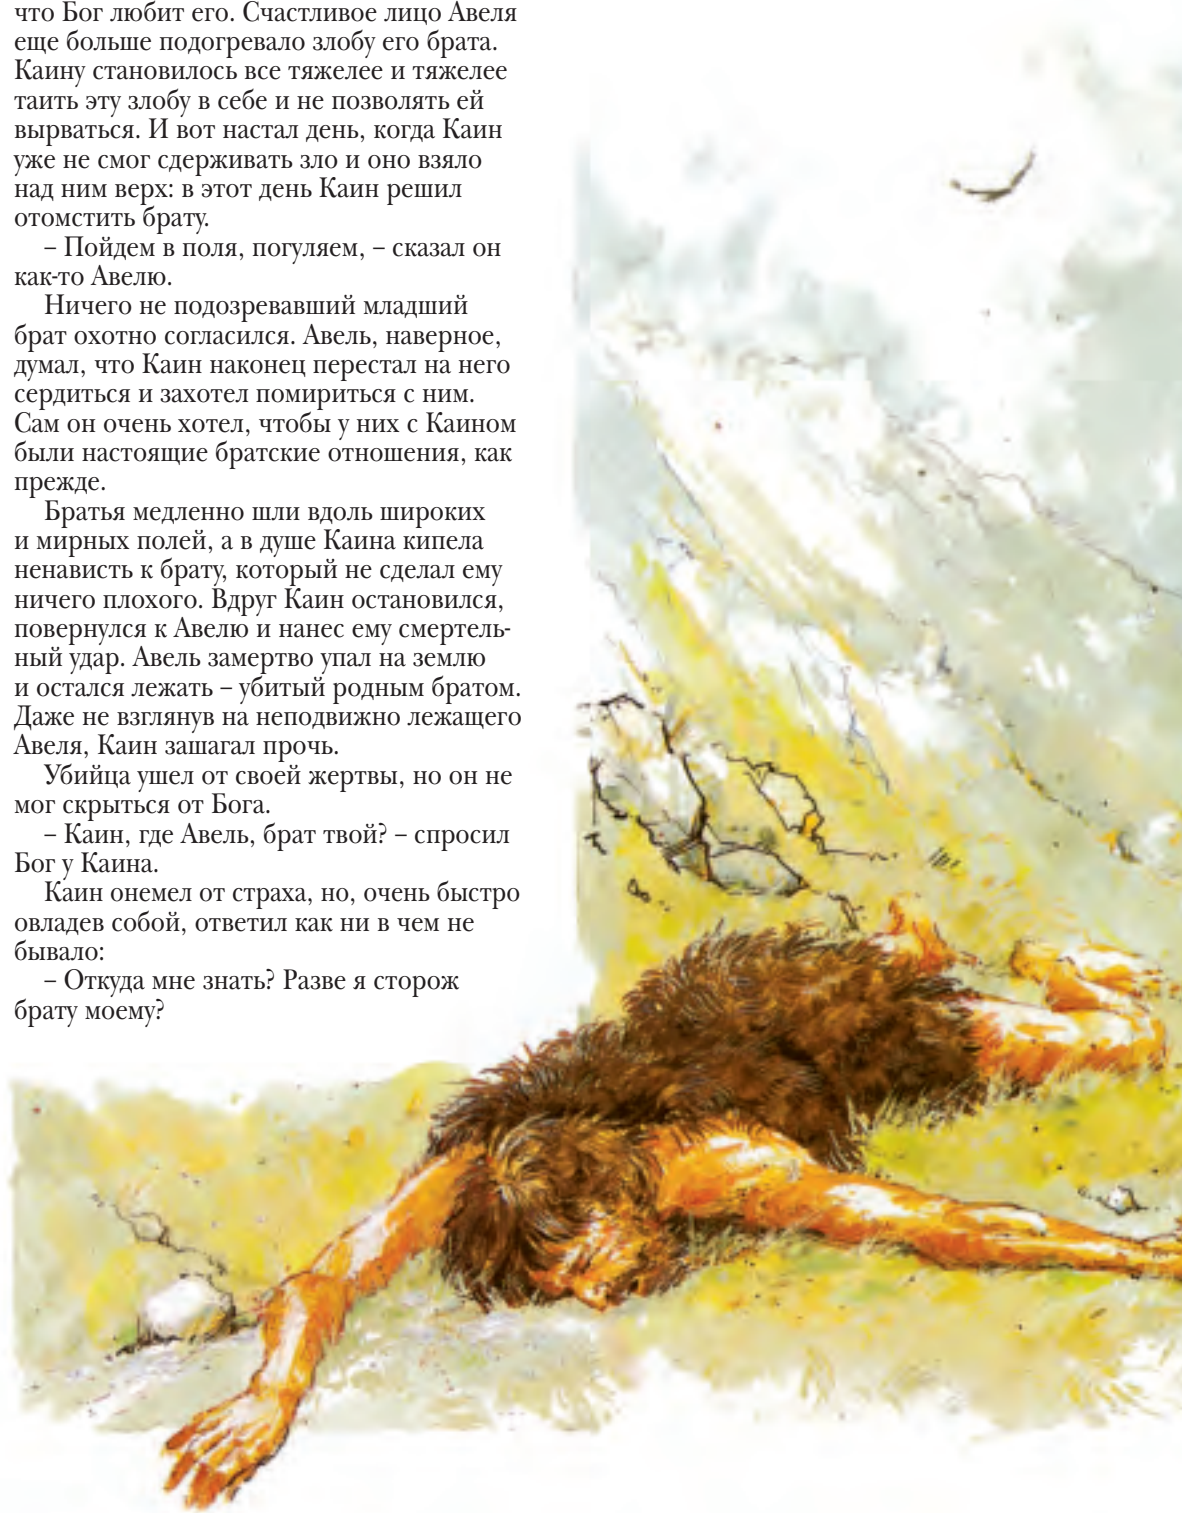 что Бог любит его. Счастливое лицо Авеля
еще больше подогревало злобу его брата.
Каину становилось все тяжелее и тяжелее
таить эту злобу в себе и не позволять ей
вырваться. И вот настал день, когда Каин
уже не смог сдерживать зло и оно взяло
над ним верх: в этот день Каин решил
отомстить брату.
– Пойдем в поля, погуляем, – сказал он
как-то Авелю.
Ничего не подозревавший младший
брат охотно согласился. Авель, наверное,
думал, что Каин наконец перестал на него
сердиться и захотел помириться с ним.
Сам он очень хотел, чтобы у них с Каином
были настоящие братские отношения, как
прежде.
Братья медленно шли вдоль широких
и мирных полей, а в душе Каина кипела
ненависть к брату, который не сделал ему
ничего плохого. Вдруг Каин остановился,
повернулся к Авелю и нанес ему смертель-
ный удар. Авель замертво упал на землю
и остался лежать – убитый родным братом.
Даже не взглянув на неподвижно лежащего
Авеля, Каин зашагал прочь.
Убийца ушел от своей жертвы, но он не
мог скрыться от Бога.
– Каин, где Авель, брат твой? – спросил
Бог у Каина.
Каин онемел от страха, но, очень быстро
овладев собой, ответил как ни в чем не
бывало:
– Откуда мне знать? Разве я сторож
брату моему?